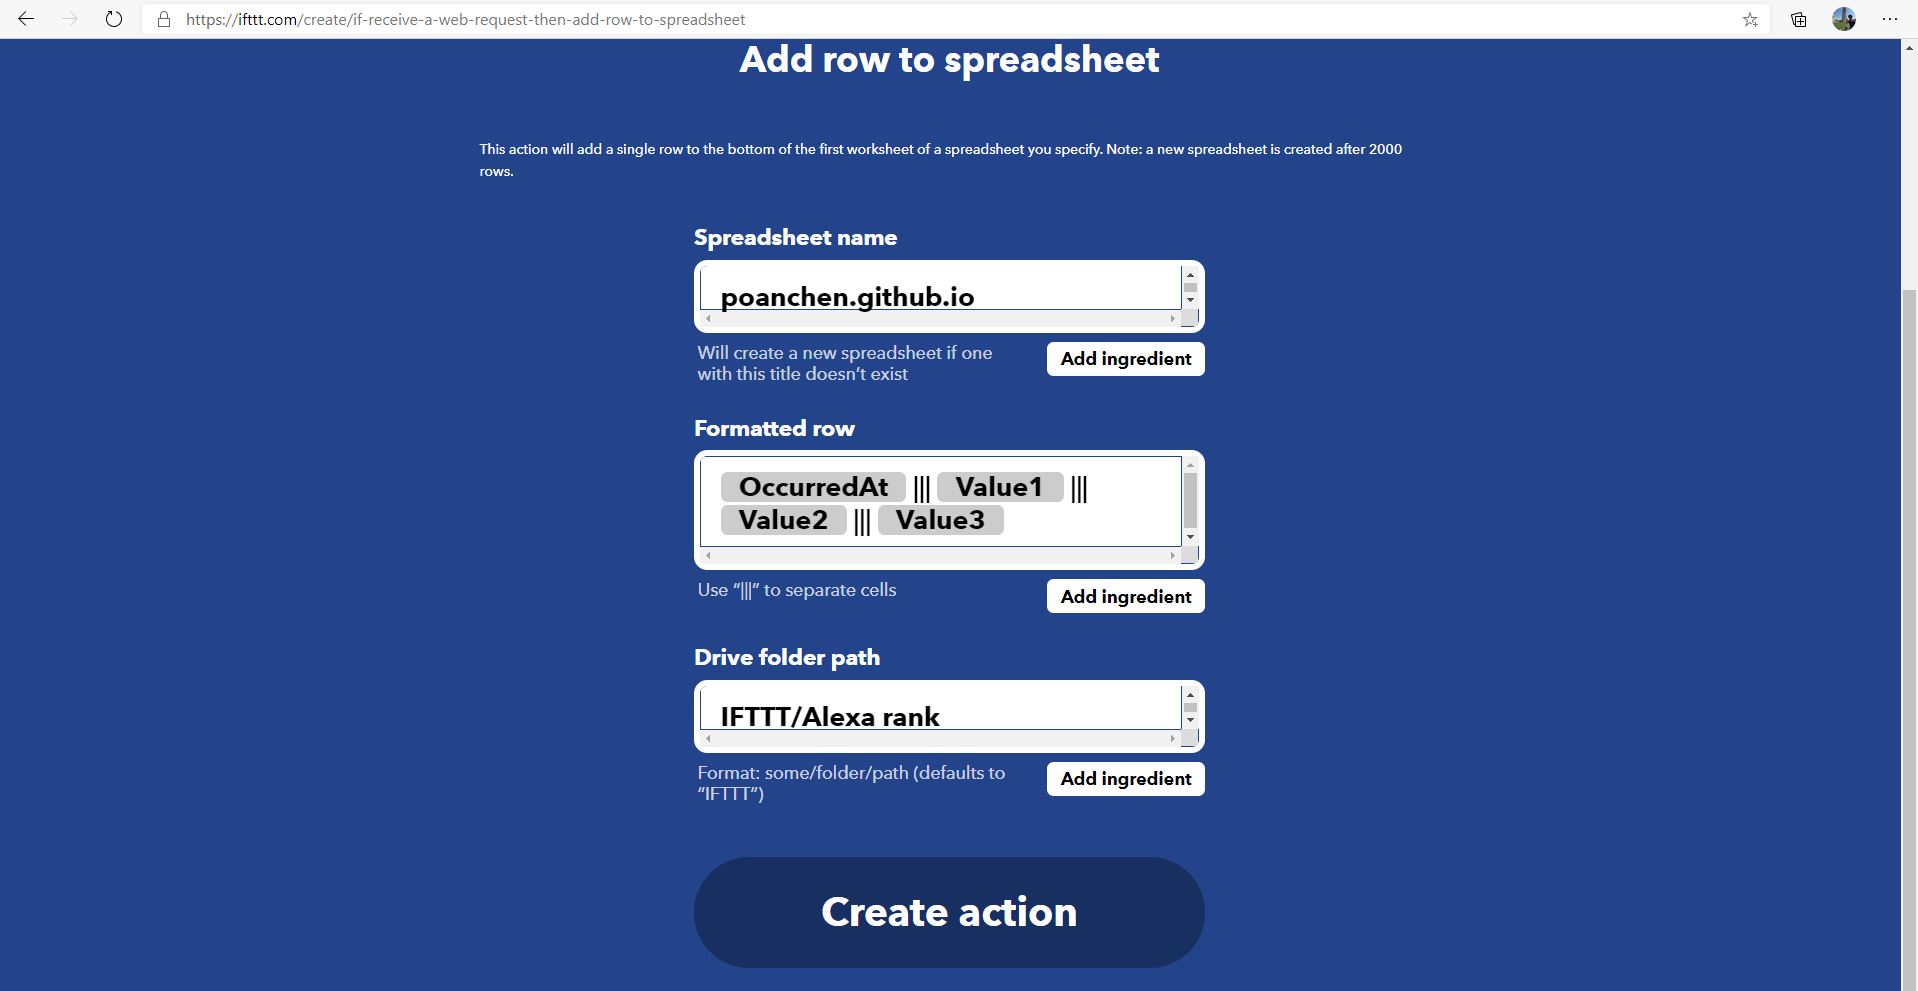 https://ifttt.com/create/if-receive-a-web-request-then-add-row-to-spreadsheet
Add row to spreadsheet
This action will add a single row to the bottom of the first worksheet of a spreadsheet you specify. Note: a new spreadsheet is created after 2000
rows.
Spreadsheet name
poanchen.github.io
Will create a new spreadsheet if one
with this title doesn’t exist
Add ingredient
Formatted row
OccurredAt ||| Value1 |||
Value2 ||| Value3
Use “|||” to separate cells
Add ingredient
Drive folder path
IFTTT/Alexa rank
Format: some/folder/path (defaults to
“IFTTT”)
Add ingredient
Create action